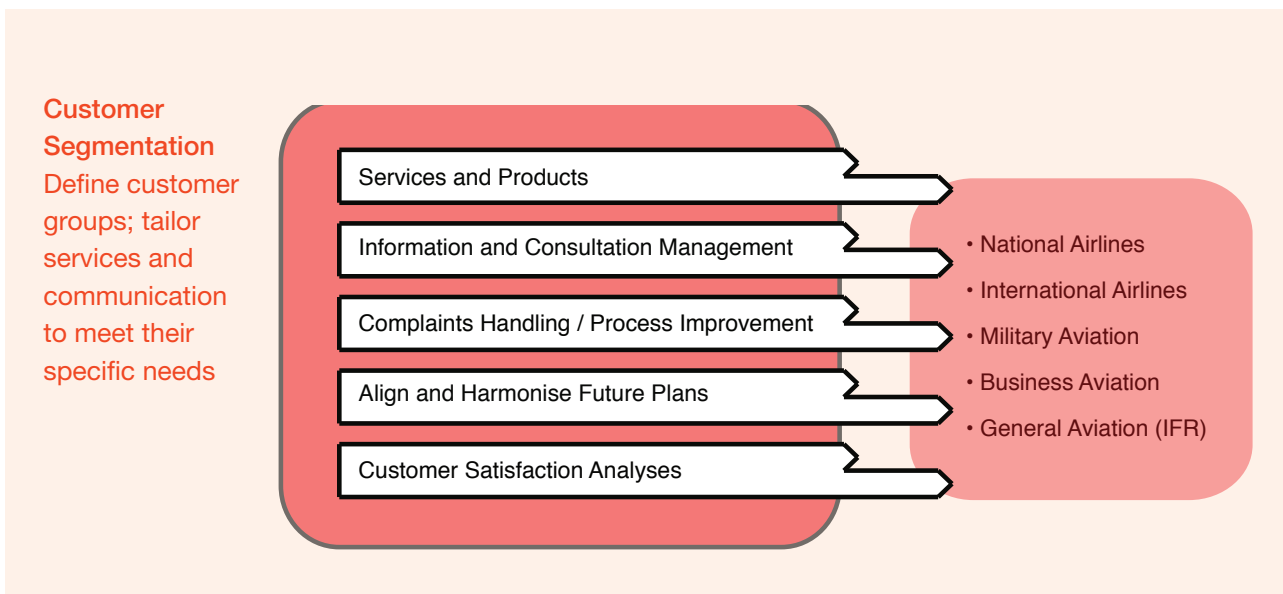 Customer
Segmentation
Define customer
groups; tailor
services and
communication
to meet their
specific needs
Services and Products
Information and Consultation Management
Complaints Handling / Process Improvement
Align and Harmonise Future Plans
Customer Satisfaction Analyses
• National Airlines
• International Airlines
• Military Aviation
• Business Aviation
• General Aviation (IFR)